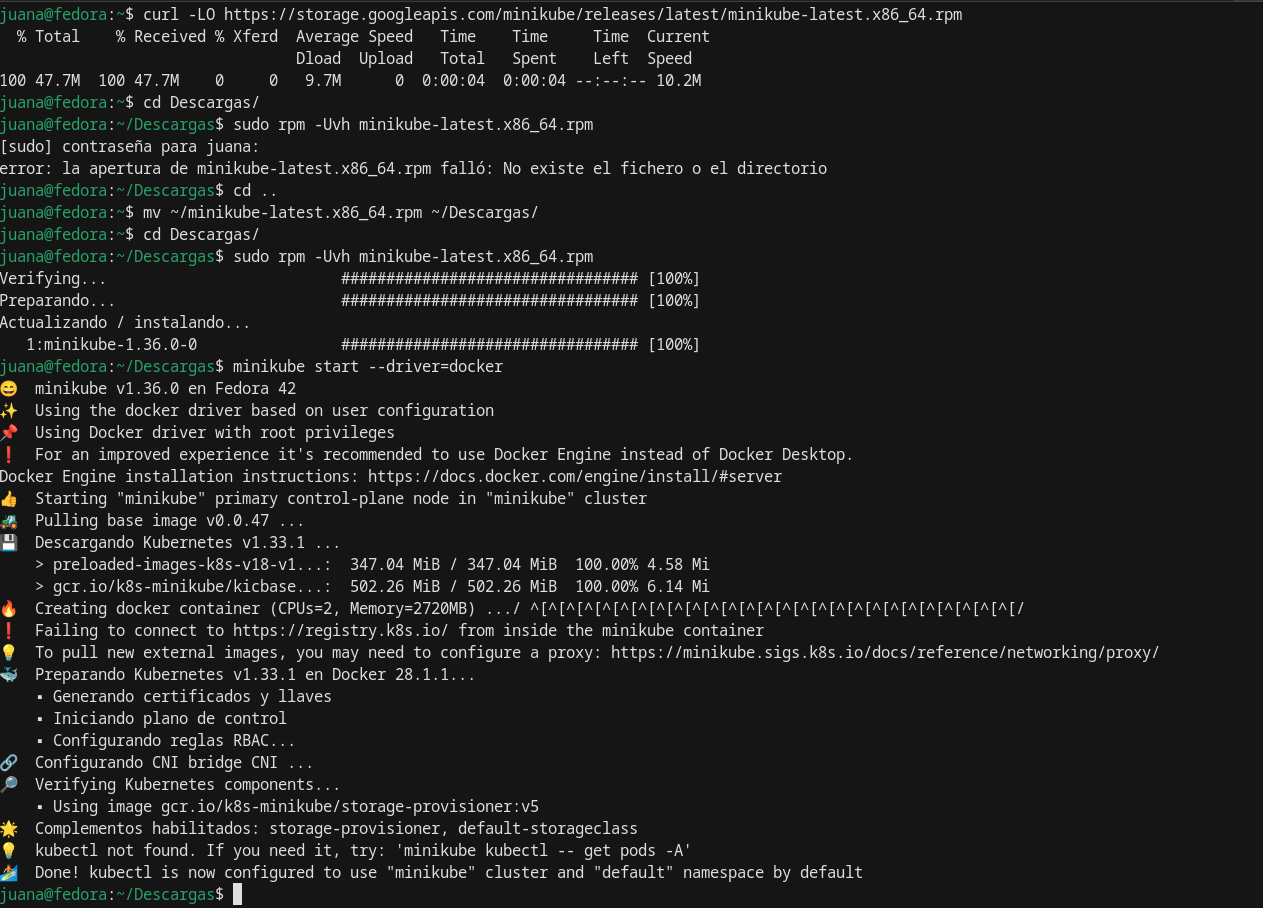 juana@fedora:~$ curl -LO https://storage.googleapis.com/minikube/releases/latest/minikube-latest.x86_64.rpm
  % Total    % Received % Xferd  Average Speed   Time    Time     Time  Current
                                 Dload  Upload   Total   Spent    Left  Speed
100 47.7M  100 47.7M    0     0   9.7M      0  0:00:04  0:00:04 --:--:-- 10.2M
juana@fedora:~$ cd Descargas/
juana@fedora:~/Descargas$ sudo rpm -Uvh minikube-latest.x86_64.rpm
[sudo] contraseña para juana:
error: la apertura de minikube-latest.x86_64.rpm falló: No existe el fichero o el directorio
juana@fedora:~/Descargas$ cd ..
juana@fedora:~$ mv ~/minikube-latest.x86_64.rpm ~/Descargas/
juana@fedora:~$ cd Descargas/
juana@fedora:~/Descargas$ sudo rpm -Uvh minikube-latest.x86_64.rpm
Verifying...                          ################################# [100%]
Preparando...                         ################################# [100%]
Actualizando / instalando...
   1:minikube-1.36.0-0                ################################# [100%]
juana@fedora:~/Descargas$ minikube start --driver=docker
😄  minikube v1.36.0 en Fedora 42
✨  Using the docker driver based on user configuration
📌  Using Docker driver with root privileges
❗  For an improved experience it's recommended to use Docker Engine instead of Docker Desktop.
Docker Engine installation instructions: https://docs.docker.com/engine/install/#server
👍  Starting "minikube" primary control-plane node in "minikube" cluster
🚜  Pulling base image v0.0.47 ...
💾  Descargando Kubernetes v1.33.1 ...
    > preloaded-images-k8s-v18-v1...:  347.04 MiB / 347.04 MiB  100.00% 4.58 Mi
    > gcr.io/k8s-minikube/kicbase...:  502.26 MiB / 502.26 MiB  100.00% 6.14 Mi
🔥  Creating docker container (CPUs=2, Memory=2720MB) .../ ^[^[^[^[^[^[^[^[^[^[^[^[^[^[^[^[^[^[^[^[^[^[^[^[^[^[^[/
❗  Failing to connect to https://registry.k8s.io/ from inside the minikube container
💡  To pull new external images, you may need to configure a proxy: https://minikube.sigs.k8s.io/docs/reference/networking/proxy/
🐳  Preparando Kubernetes v1.33.1 en Docker 28.1.1...
    ▪ Generando certificados y llaves
    ▪ Iniciando plano de control
    ▪ Configurando reglas RBAC...
🔗  Configurando CNI bridge CNI ...
🔎  Verifying Kubernetes components...
    ▪ Using image gcr.io/k8s-minikube/storage-provisioner:v5
🌟  Complementos habilitados: storage-provisioner, default-storageclass
💡  kubectl not found. If you need it, try: 'minikube kubectl -- get pods -A'
🏄  Done! kubectl is now configured to use "minikube" cluster and "default" namespace by default
juana@fedora:~/Descargas$